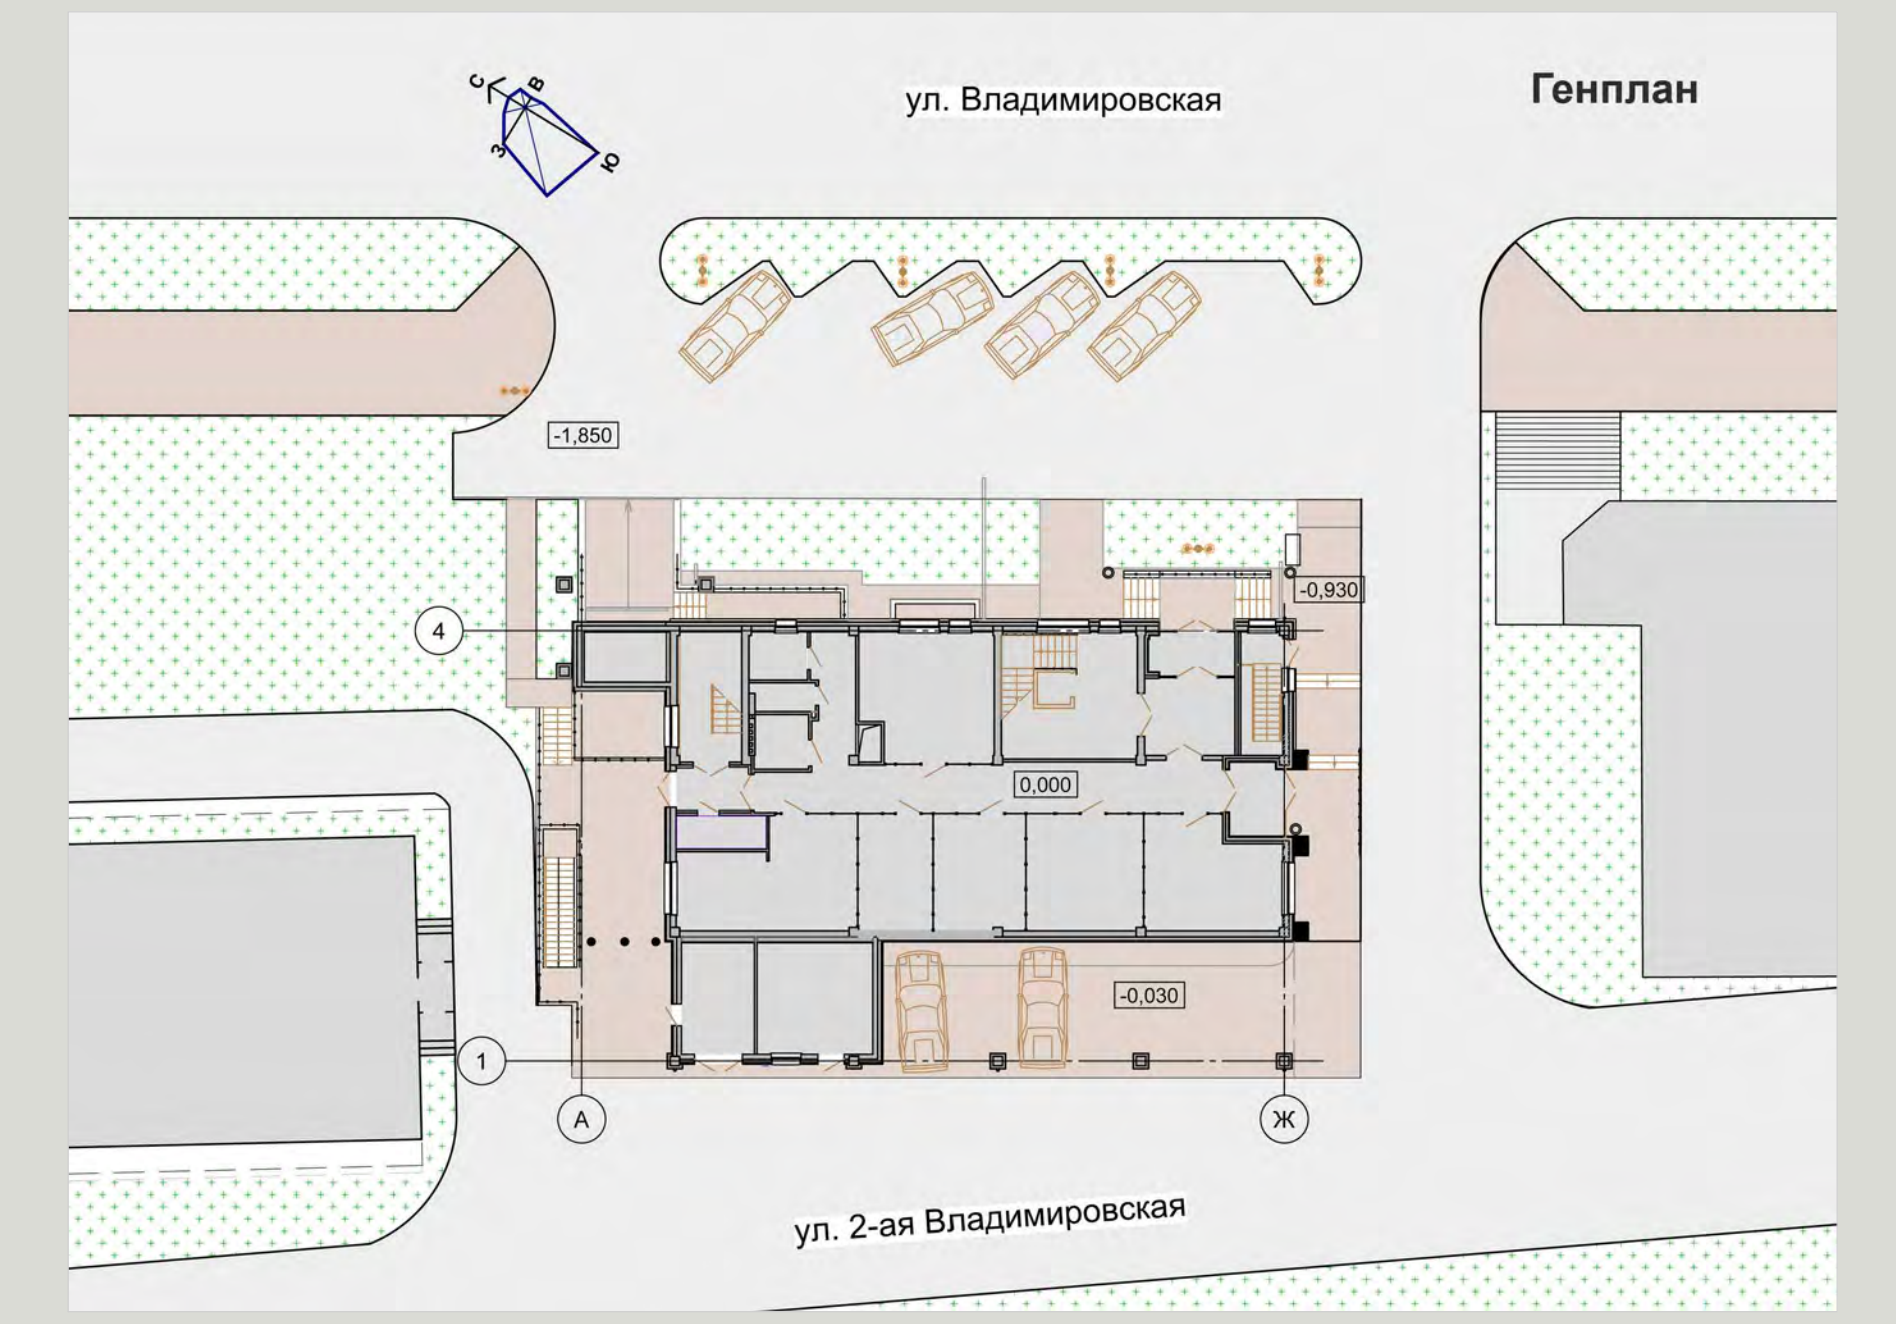 С
В
З
Ю
ул. Владимировская
Генплан
-1,850
-0,930
4
0,000
-0,030
1
А
Ж
ул. 2-ая Владимировская